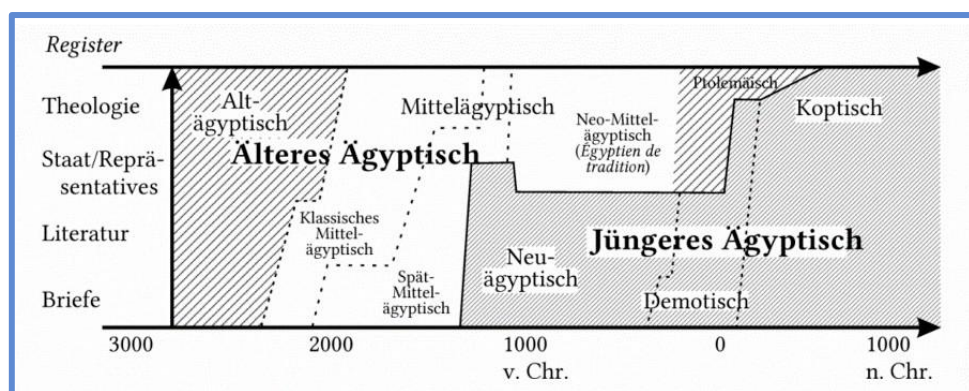 Register
Theologie
Staat/Reprä-
sentatives
Literatur
Briefe
Alt-
ägyptisch
Älteres Ägyptisch
Mittelägyptisch
Klassisches
Mittel-
ägyptisch
Spät-
Mittel-
ägyptisch
Neo-Mittel-
ägyptisch
(Égyptien de
tradition)
Ptolemäisch
Koptisch
Jüngeres Ägyptisch
Neu-
ägyptisch
Demotisch
3000
2000
1000
0
1000
v. Chr.
n. Chr.